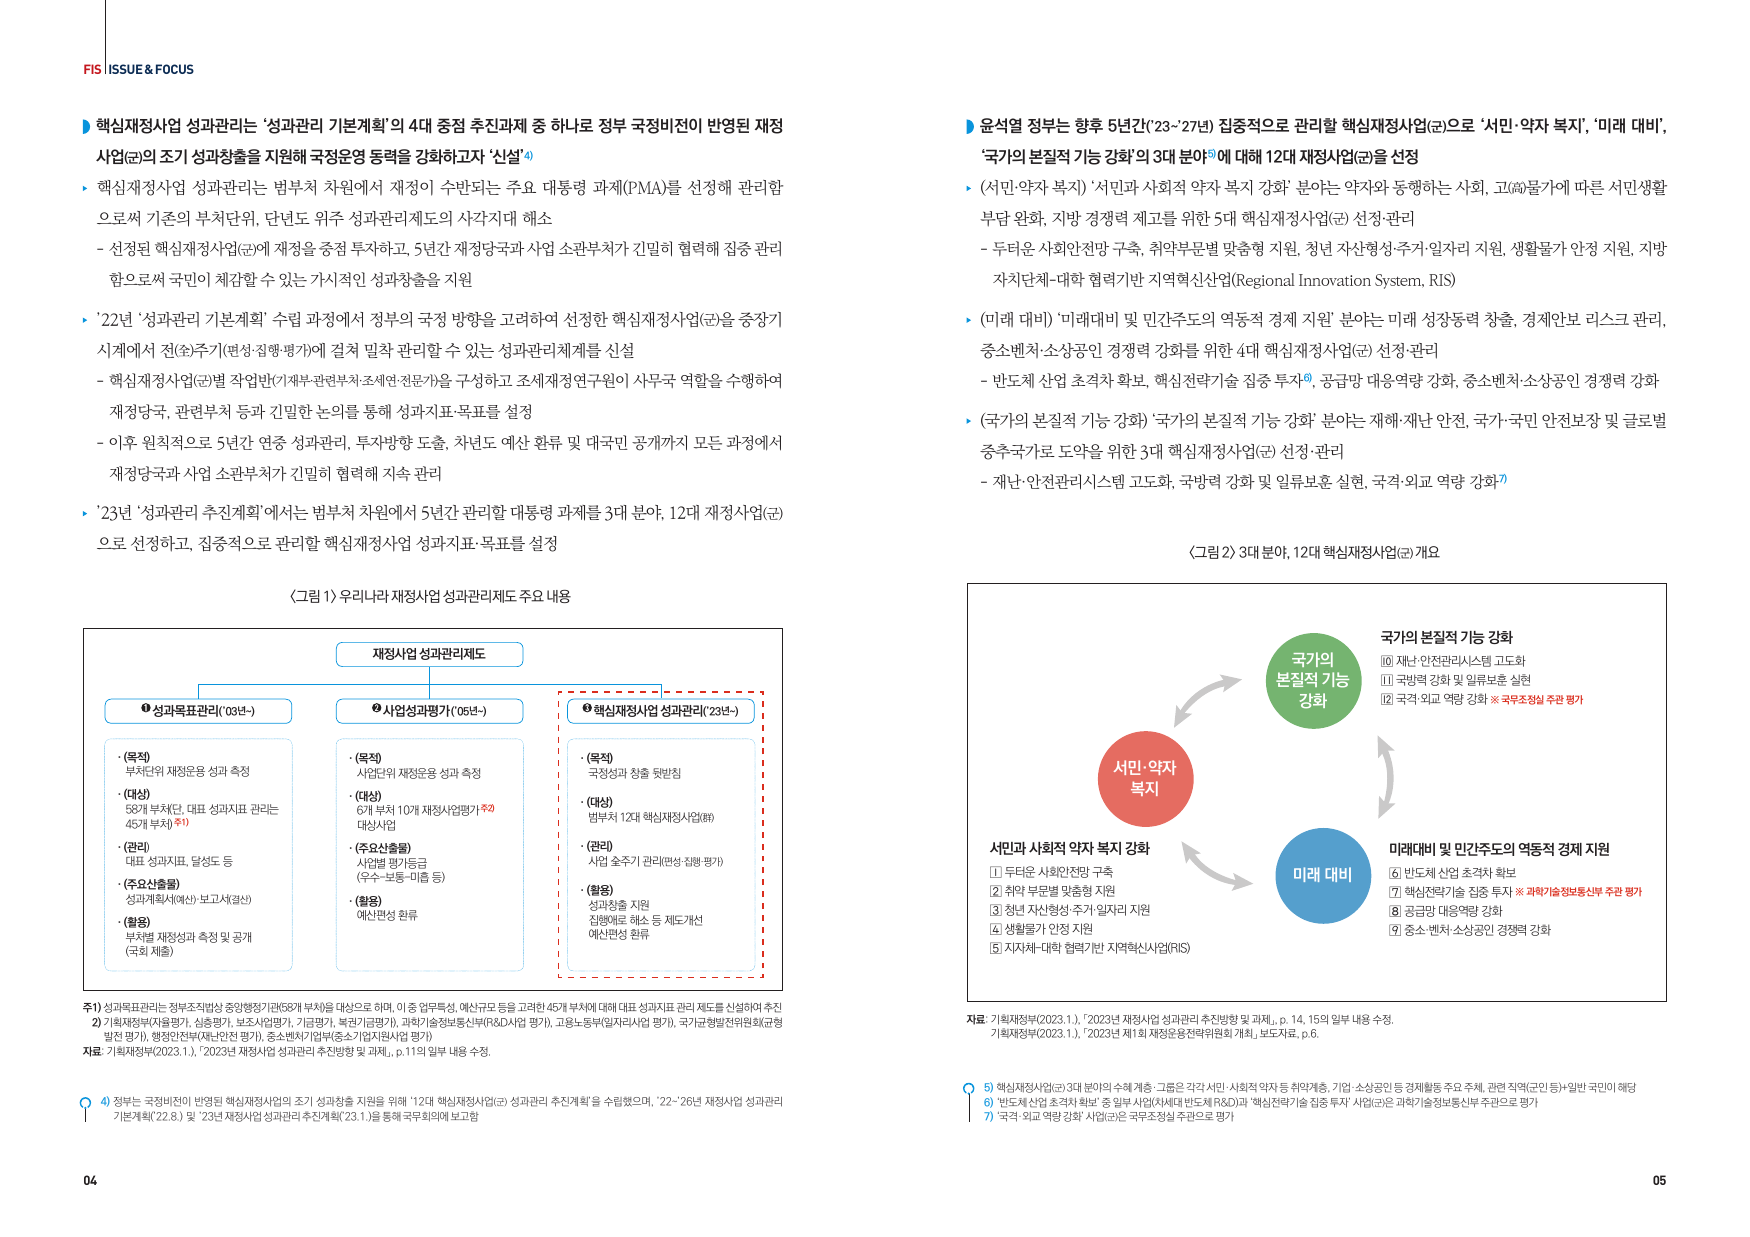 FIS ISSUE & FOCUS
핵심재정사업 성과관리는 ‘성과관리 기본계획’의 4대 중점 추진과제 중 하나로 정부 국정비전이 반영된 재정
사업(군)의 조기 성과창출을 지원해 국정운영 동력을 강화하고자 ‘신설’4)
▸ 핵심재정사업 성과관리는 범부처 차원에서 재정이 수반되는 주요 대통령 과제(PMA)를 선정해 관리함
으로써 기존의 부처단위, 단년도 위주 성과관리제도의 사각지대 해소
- 선정된 핵심재정사업(군)에 재정을 중점 투자하고, 5년간 재정당국과 사업 소관부처가 긴밀히 협력해 집중 관리
함으로써 국민이 체감할 수 있는 가시적인 성과창출을 지원
▸ ’22년 ‘성과관리 기본계획’ 수립 과정에서 정부의 국정 방향을 고려하여 선정한 핵심재정사업(군)을 중장기
시계에서 전(全)주기(편성·집행·평가)에 걸쳐 밀착 관리할 수 있는 성과관리체계를 신설
- 핵심재정사업(군)별 작업반(기재부·관련부처·조세연·전문가)을 구성하고 조세재정연구원이 사무국 역할을 수행하여
재정당국, 관련부처 등과 긴밀한 논의를 통해 성과지표·목표를 설정
- 이후 원칙적으로 5년간 연중 성과관리, 투자방향 도출, 차년도 예산 환류 및 대국민 공개까지 모든 과정에서
재정당국과 사업 소관부처가 긴밀히 협력해 지속 관리
▸ ’23년 ‘성과관리 추진계획’에서는 범부처 차원에서 5년간 관리할 대통령 과제를 3대 분야, 12대 재정사업(군)
으로 선정하고, 집중적으로 관리할 핵심재정사업 성과지표·목표를 설정
〈그림 1〉 우리나라 재정사업 성과관리제도 주요 내용
재정사업 성과관리제도
❶ 성과목표관리(’03년~)
· (목적)
부처단위 재정운용 성과 측정
· (대상)
58개 부처(단, 대표 성과지표 관리는
45개 부처) 주1)
· (관리)
대표 성과지표, 달성도 등
· (주요산출물)
성과계획서(예산)·보고서(결산)
· (활용)
부처별 재정성과 측정 및 공개
(국회 제출)
❷ 사업성과평가(’05년~)
· (목적)
사업단위 재정운용 성과 측정
· (대상)
6개 부처 10개 재정사업평가 주2)
대상사업
· (주요산출물)
사업별 평가등급
(우수-보통-미흡 등)
· (활용)
예산편성 환류
❸ 핵심재정사업 성과관리(’23년~)
· (목적)
국정성과 창출 뒷받침
· (대상)
범부처 12대 핵심재정사업(群)
· (관리)
사업 全주기 관리(편성·집행·평가)
· (활용)
성과창출 지원
집행애로 해소 등 제도개선
예산편성 환류
주1) 성과목표관리는 정부조직법상 중앙행정기관(58개 부처)을 대상으로 하며, 이 중 업무특성, 예산규모 등을 고려한 45개 부처에 대해 대표 성과지표 관리 제도를 신설하여 추진
2) 기획재정부(자율평가, 심층평가, 보조사업평가, 기금평가, 복권기금평가), 과학기술정보통신부(R&D사업 평가), 고용노동부(일자리사업 평가), 국가균형발전위원회(균형
발전 평가), 행정안전부(재난안전 평가), 중소벤처기업부(중소기업지원사업 평가)
자료: 기획재정부(2023.1.), 「2023년 재정사업 성과관리 추진방향 및 과제」, p.11의 일부 내용 수정.
4) 정부는 국정비전이 반영된 핵심재정사업의 조기 성과창출 지원을 위해 ‘12대 핵심재정사업(군) 성과관리 추진계획’을 수립했으며, ’22~’26년 재정사업 성과관리
기본계획(’22.8.) 및 ’23년 재정사업 성과관리 추진계획(’23.1.)을 통해 국무회의에 보고함
04
윤석열 정부는 향후 5년간(’23~’27년) 집중적으로 관리할 핵심재정사업(군)으로 ‘서민·약자 복지’, ‘미래 대비’,
‘국가의 본질적 기능 강화’의 3대 분야5)에 대해 12대 재정사업(군)을 선정
▸ (서민·약자 복지) ‘서민과 사회적 약자 복지 강화’ 분야는 약자와 동행하는 사회, 고(高)물가에 따른 서민생활
부담 완화, 지방 경쟁력 제고를 위한 5대 핵심재정사업(군) 선정·관리
- 두터운 사회안전망 구축, 취약부문별 맞춤형 지원, 청년 자산형성·주거·일자리 지원, 생활물가 안정 지원, 지방
자치단체-대학 협력기반 지역혁신산업(Regional Innovation System, RIS)
▸ (미래 대비) ‘미래대비 및 민간주도의 역동적 경제 지원’ 분야는 미래 성장동력 창출, 경제안보 리스크 관리,
중소벤처·소상공인 경쟁력 강화를 위한 4대 핵심재정사업(군) 선정·관리
- 반도체 산업 초격차 확보, 핵심전략기술 집중 투자6), 공급망 대응역량 강화, 중소벤처·소상공인 경쟁력 강화
▸ (국가의 본질적 기능 강화) ‘국가의 본질적 기능 강화’ 분야는 재해·재난 안전, 국가·국민 안전보장 및 글로벌
중추국가로 도약을 위한 3대 핵심재정사업(군) 선정·관리
- 재난·안전관리시스템 고도화, 국방력 강화 및 일류보훈 실현, 국격·외교 역량 강화7)
〈그림 2〉 3대 분야, 12대 핵심재정사업(군) 개요
국가의
본질적 기능
강화
국가의 본질적 기능 강화
10 재난·안전관리시스템 고도화
11 국방력 강화 및 일류보훈 실현
12 국격·외교 역량 강화 ※ 국무조정실 주관 평가
서민·약자
복지
서민과 사회적 약자 복지 강화
1 두터운 사회안전망 구축
2 취약 부문별 맞춤형 지원
3 청년 자산형성·주거·일자리 지원
4 생활물가 안정 지원
5 지자체-대학 협력기반 지역혁신사업(RIS)
미래 대비
미래대비 및 민간주도의 역동적 경제 지원
6 반도체 산업 초격차 확보
7 핵심전략기술 집중 투자 ※ 과학기술정보통신부 주관 평가
8 공급망 대응역량 강화
9 중소·벤처·소상공인 경쟁력 강화
자료: 기획재정부(2023.1.), 「2023년 재정사업 성과관리 추진방향 및 과제」, p. 14, 15의 일부 내용 수정.
기획재정부(2023.1.), 「2023년 제1회 재정운용전략위원회 개최」 보도자료, p.6.
5) 핵심재정사업(군) 3대 분야의 수혜 계층·그룹은 각각 서민·사회적 약자 등 취약계층, 기업·소상공인 등 경제활동 주요 주체, 관련 직역(군인 등)+일반 국민이 해당
6) ‘반도체 산업 초격차 확보’ 중 일부 사업(차세대 반도체 R&D)과 ‘핵심전략기술 집중 투자’ 사업(군)은 과학기술정보통신부 주관으로 평가
7) ‘국격·외교 역량 강화’ 사업(군)은 국무조정실 주관으로 평가
05